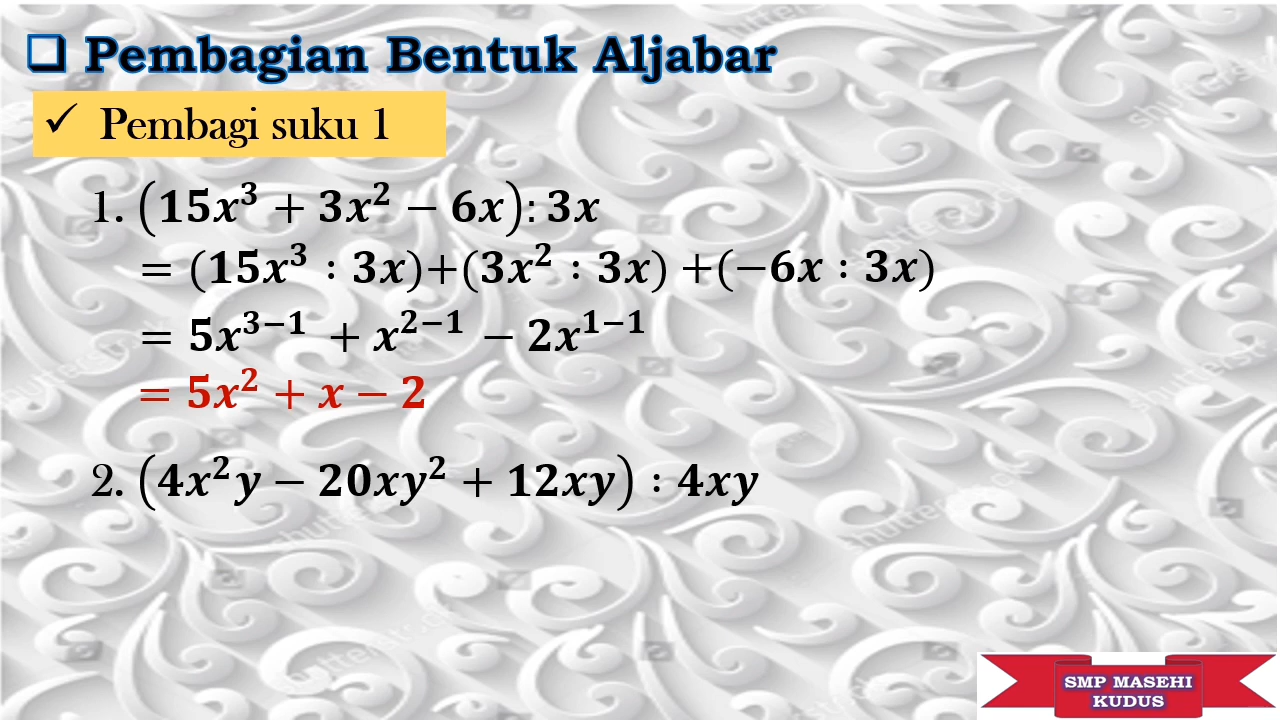 ❑ Pembagian Bentuk Aljabar
✓ Pembagi suku 1
1. (15x³ + 3x² − 6x): 3x
= (15x³ : 3x)+(3x² : 3x) +(−6x : 3x)
= 5x³⁻¹ + x²⁻¹ − 2x¹⁻¹
= 5x² + x − 2
2. (4x²y − 20xy² + 12xy) : 4xy
SMP MASEHI
KUDUS